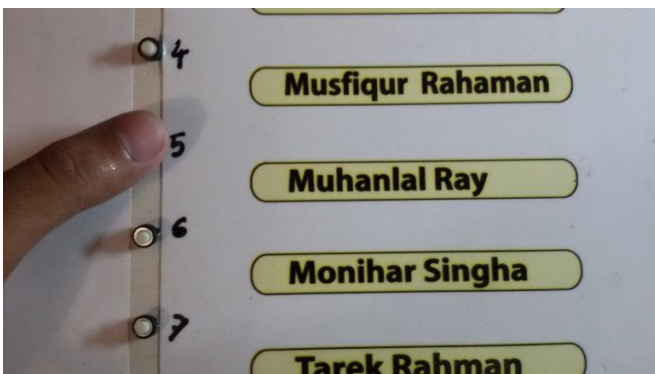 4
Musfiqur Rahaman
5
Muhanlal Ray
6
Monihar Singha
7
Tarek Rahman